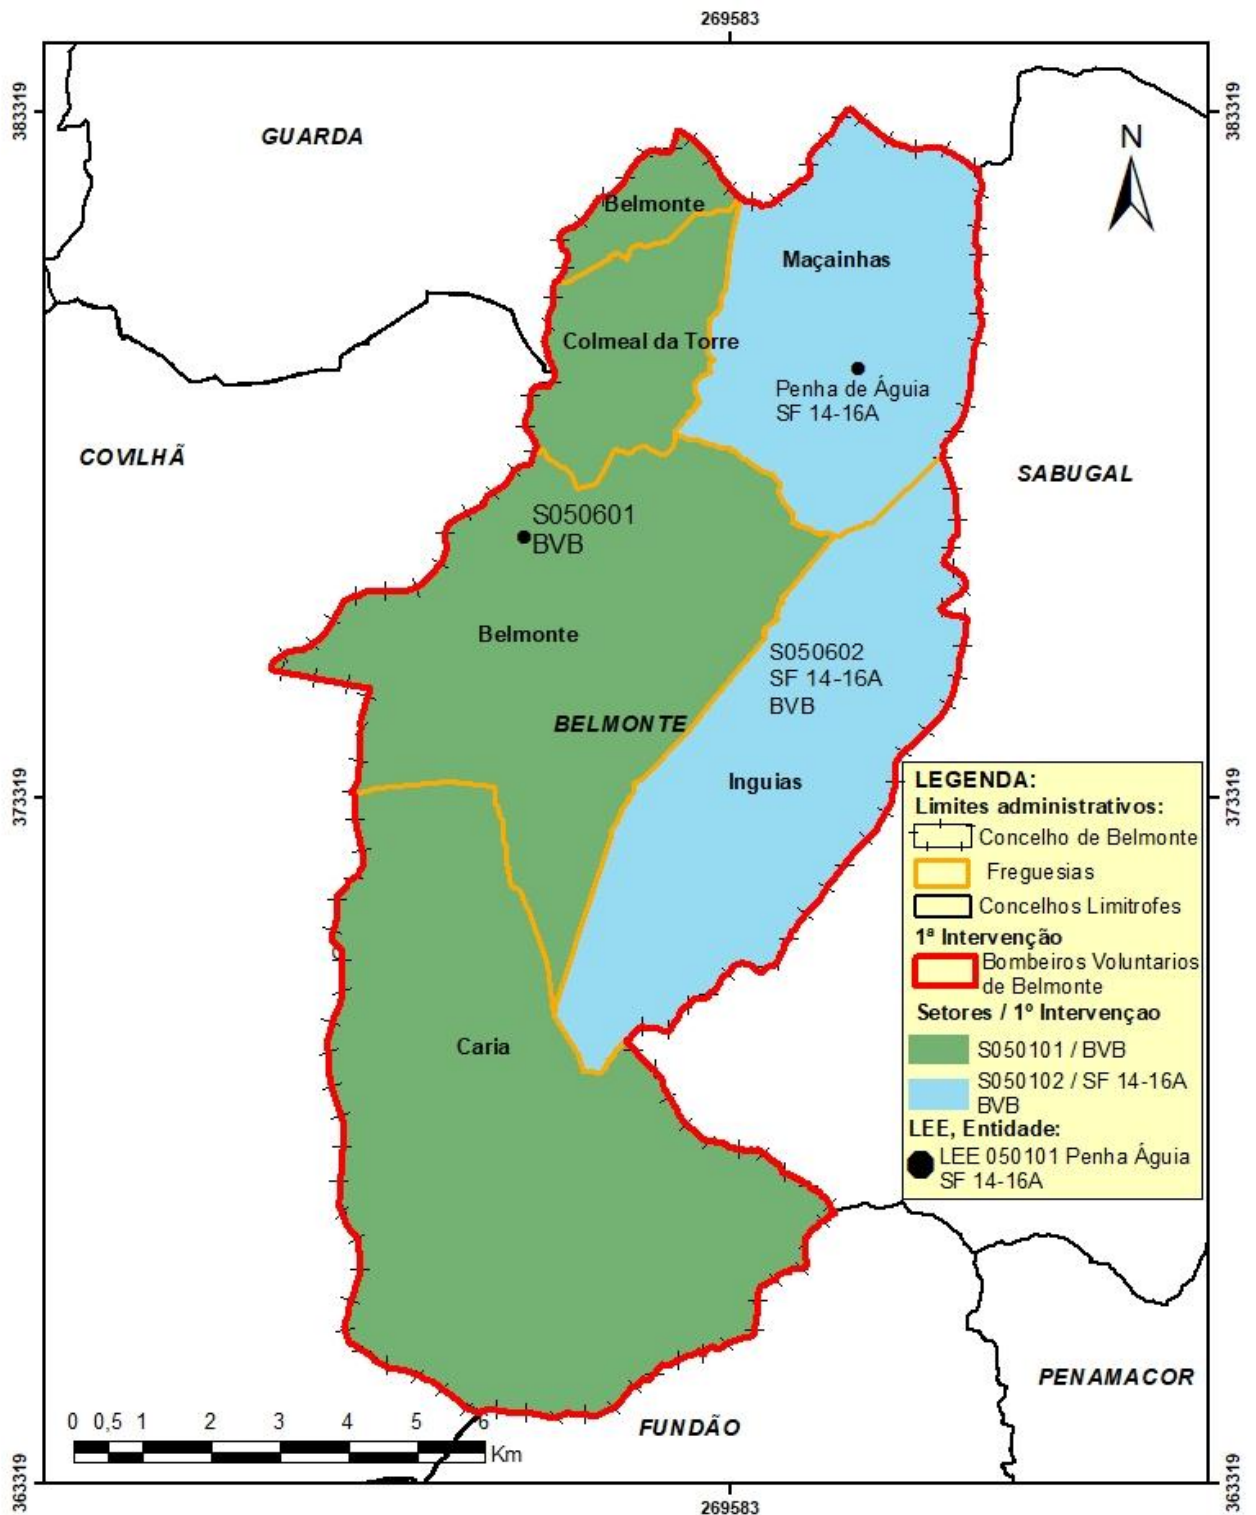 269583
383319
383319
GUARDA
N
Belmonte
Maçainhas
Colmeal da Torre
Penha de Águia
SF 14-16A
COVILHÃ
SABUGAL
S050601
BVB
Belmonte
S050602
SF 14-16A
BVB
BELMONTE
Inguias
373319
373319
LEGENDA:
Limites administrativos:
Concelho de Belmonte
Freguesias
Concelhos Limitrofes
1ª Intervenção
Bombeiros Voluntarios
de Belmonte
Setores / 1º Intervençao
S050101 / BVB
S050102 / SF 14-16A
BVB
LEE, Entidade:
LEE 050101 Penha Águia
SF 14-16A
Caria
PENAMACOR
FUNDÃO
0 0,5 1 2 3 4 5 6
Km
363319
363319
269583